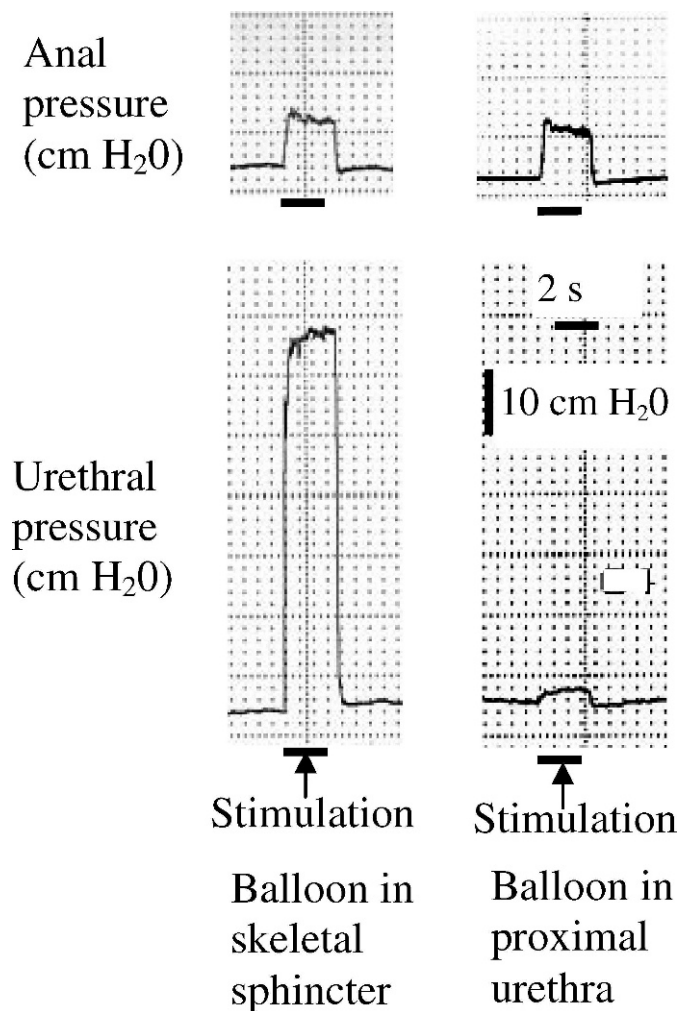 Anal
pressure
(cm H₂0)
2 s
10 cm H₂0
Urethral
pressure
(cm H₂0)
Stimulation
Stimulation
Balloon in
skeletal
sphincter
Balloon in
proximal
urethra